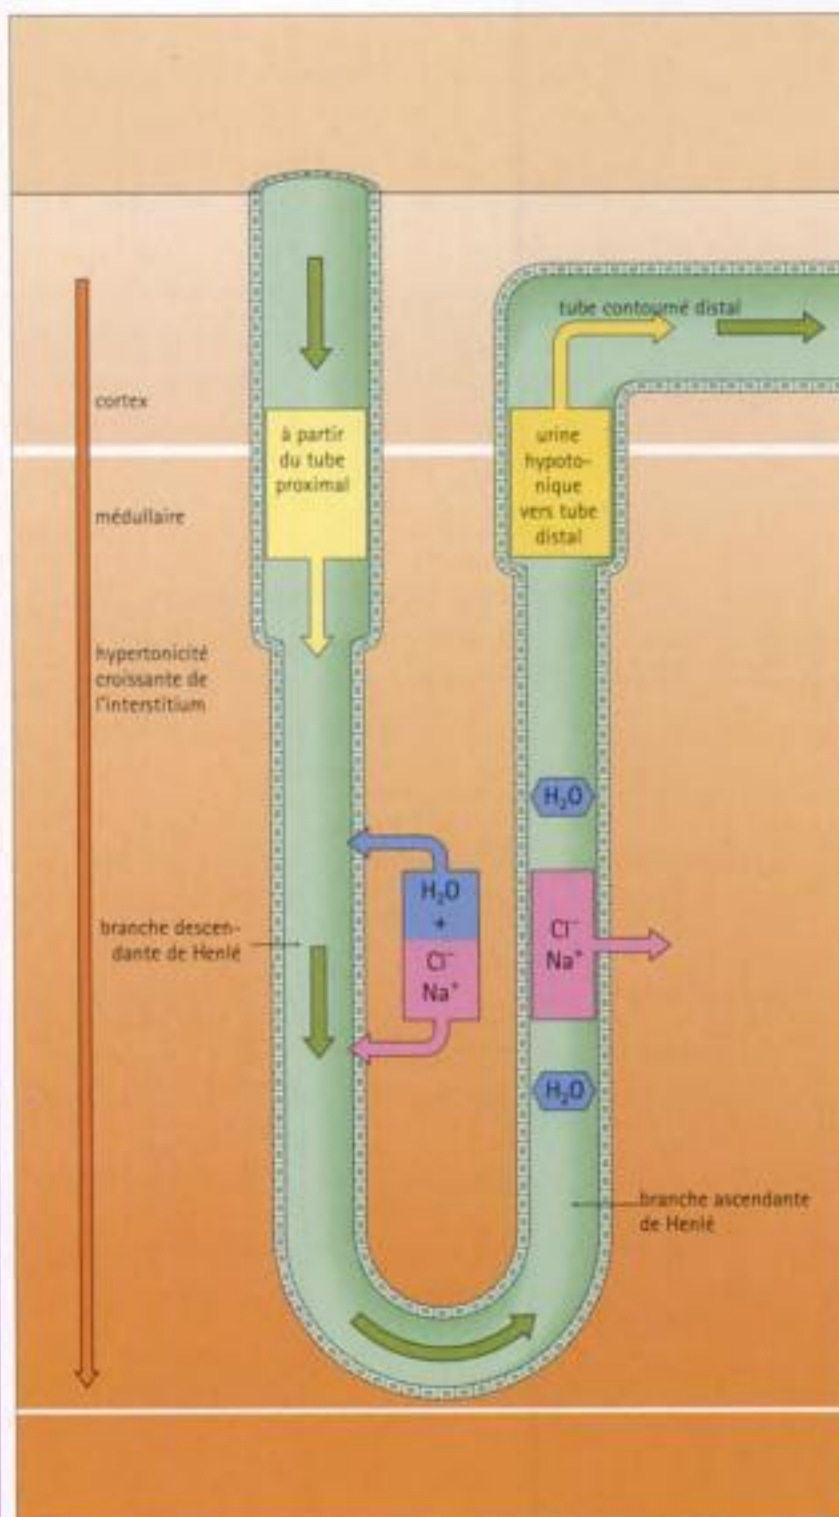 tube contourné distal
cortex
à partir
du tube
proximal
urine
hypoto-
nique
vers tube
distal
médullaire
hypertonicité
croissante de
l'interstitium
H₂O
H₂O
+
Cl⁻
Na⁺
Cl⁻
Na⁺
branche descen-
dante de Henlé
H₂O
branche ascendante
de Henlé